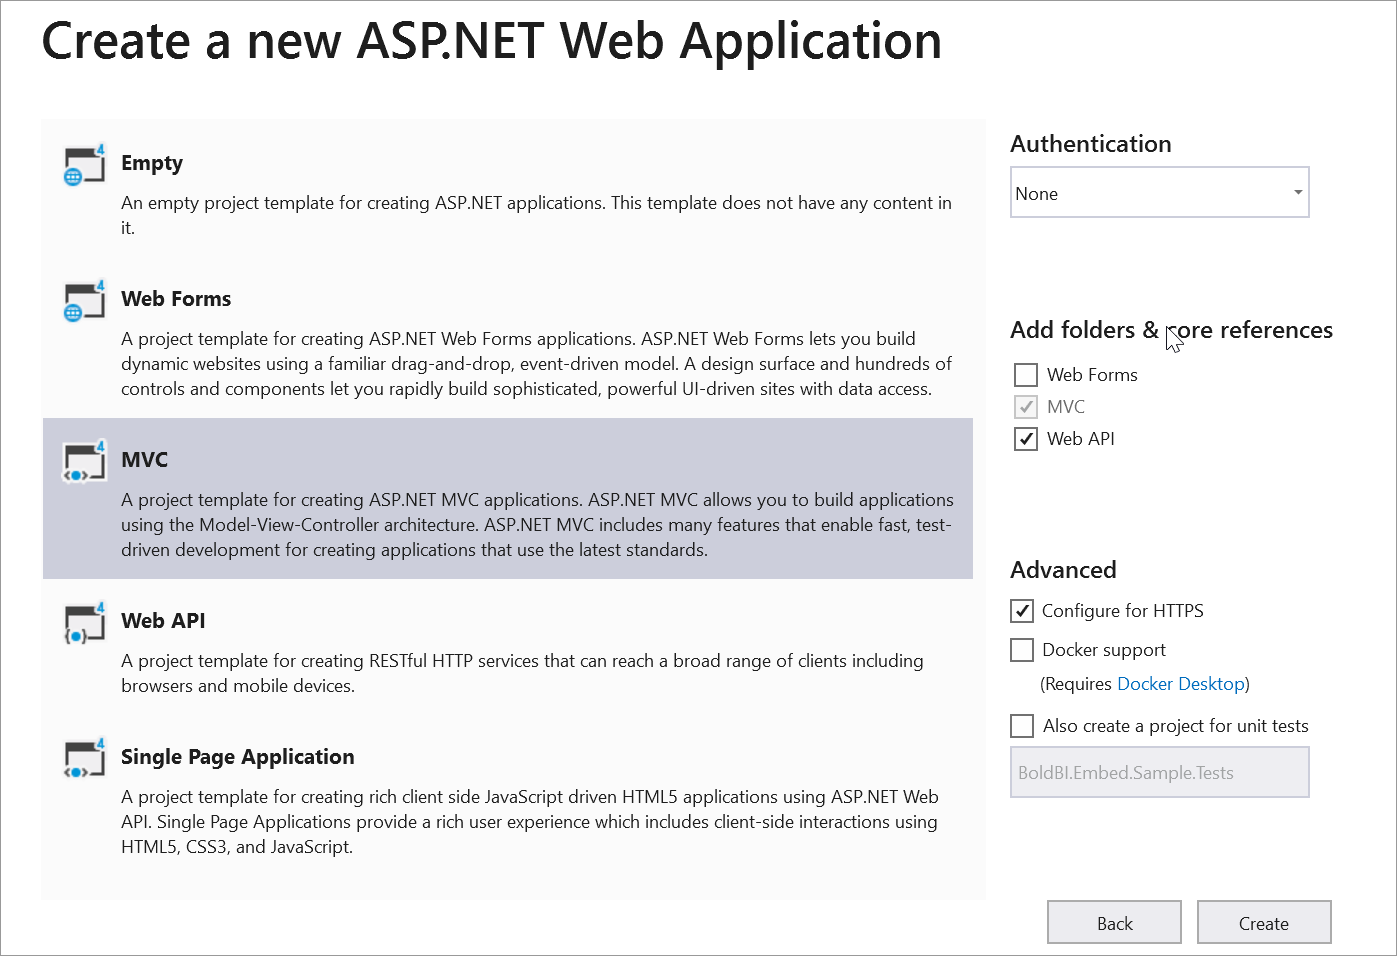 Create a new ASP.NET Web Application
4
Empty
An empty project template for creating ASP.NET applications. This template does not have any content in
it.
4
Web Forms
A project template for creating ASP.NET Web Forms applications. ASP.NET Web Forms lets you build
dynamic websites using a familiar drag-and-drop, event-driven model. A design surface and hundreds of
controls and components let you rapidly build sophisticated, powerful UI-driven sites with data access.
4
MVC
A project template for creating ASP.NET MVC applications. ASP.NET MVC allows you to build applications
using the Model-View-Controller architecture. ASP.NET MVC includes many features that enable fast, test-
driven development for creating applications that use the latest standards.
4
Web API
A project template for creating RESTful HTTP services that can reach a broad range of clients including
browsers and mobile devices.
4
Single Page Application
A project template for creating rich client side JavaScript driven HTML5 applications using ASP.NET Web
API. Single Page Applications provide a rich user experience which includes client-side interactions using
HTML5, CSS3, and JavaScript.
Authentication
None
Add folders & core references
Web Forms
MVC
Web API
Advanced
Configure for HTTPS
Docker support
(Requires Docker Desktop)
Also create a project for unit tests
BoldBI.Embed.Sample.Tests
Back
Create